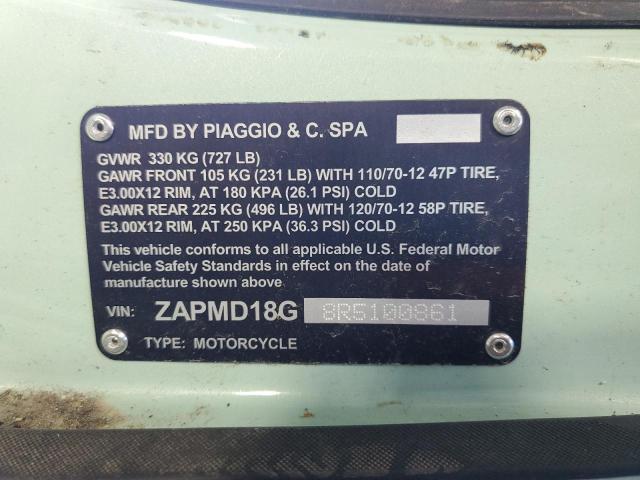 MFD BY PIAGGIO & C. SPA
GVWR 330 KG (727 LB)
GAWR FRONT 105 KG (231 LB) WITH 110/70-12 47P TIRE,
E3.00X12 RIM, AT 180 KPA (26.1 PSI) COLD
GAWR REAR 225 KG (496 LB) WITH 120/70-12 58P TIRE,
E3.00X12 RIM, AT 250 KPA (36.3 PSI) COLD
This vehicle conforms to all applicable U.S. Federal Motor
Vehicle Safety Standards in effect on the date of
manufacture shown above
VIN: ZAPMD18G 8R5100861
TYPE: MOTORCYCLE